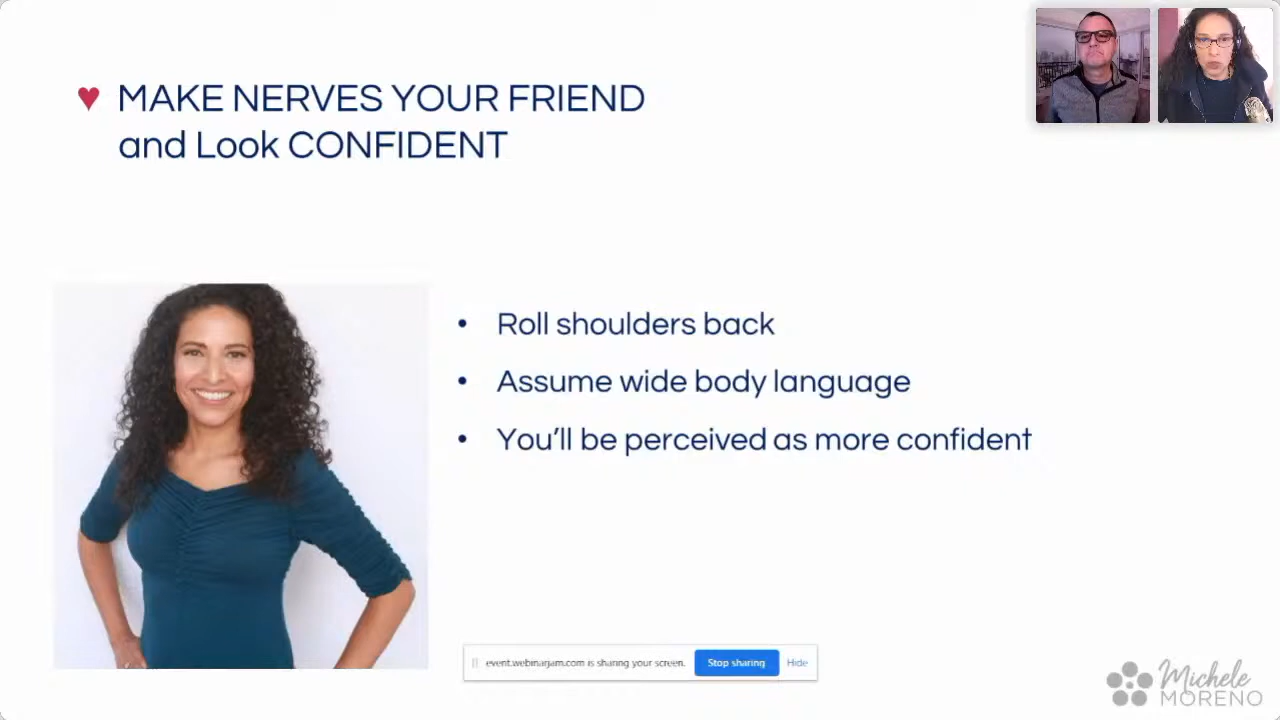 ♥ MAKE NERVES YOUR FRIEND
and Look CONFIDENT
• Roll shoulders back
• Assume wide body language
• You'll be perceived as more confident
event.webinarjam.com is sharing your screen. Stop sharing Hide
Michele
MORENO